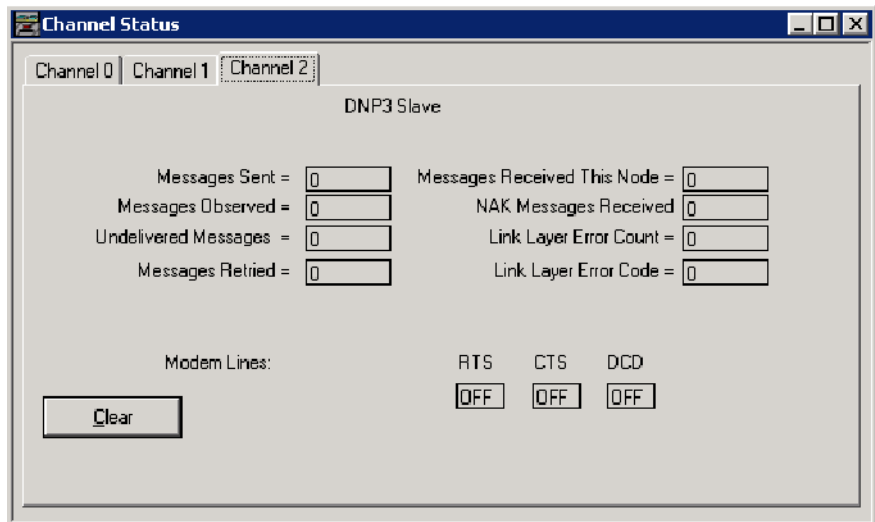 Channel Status
Channel 0 Channel 1 Channel 2
DNP3 Slave
Messages Sent = 0 Messages Received This Node = 0
Messages Observed = 0 NAK Messages Received 0
Undelivered Messages = 0 Link Layer Error Count = 0
Messages Retried = 0 Link Layer Error Code = 0
Modem Lines: RTS CTS DCD
OFF OFF OFF
Clear